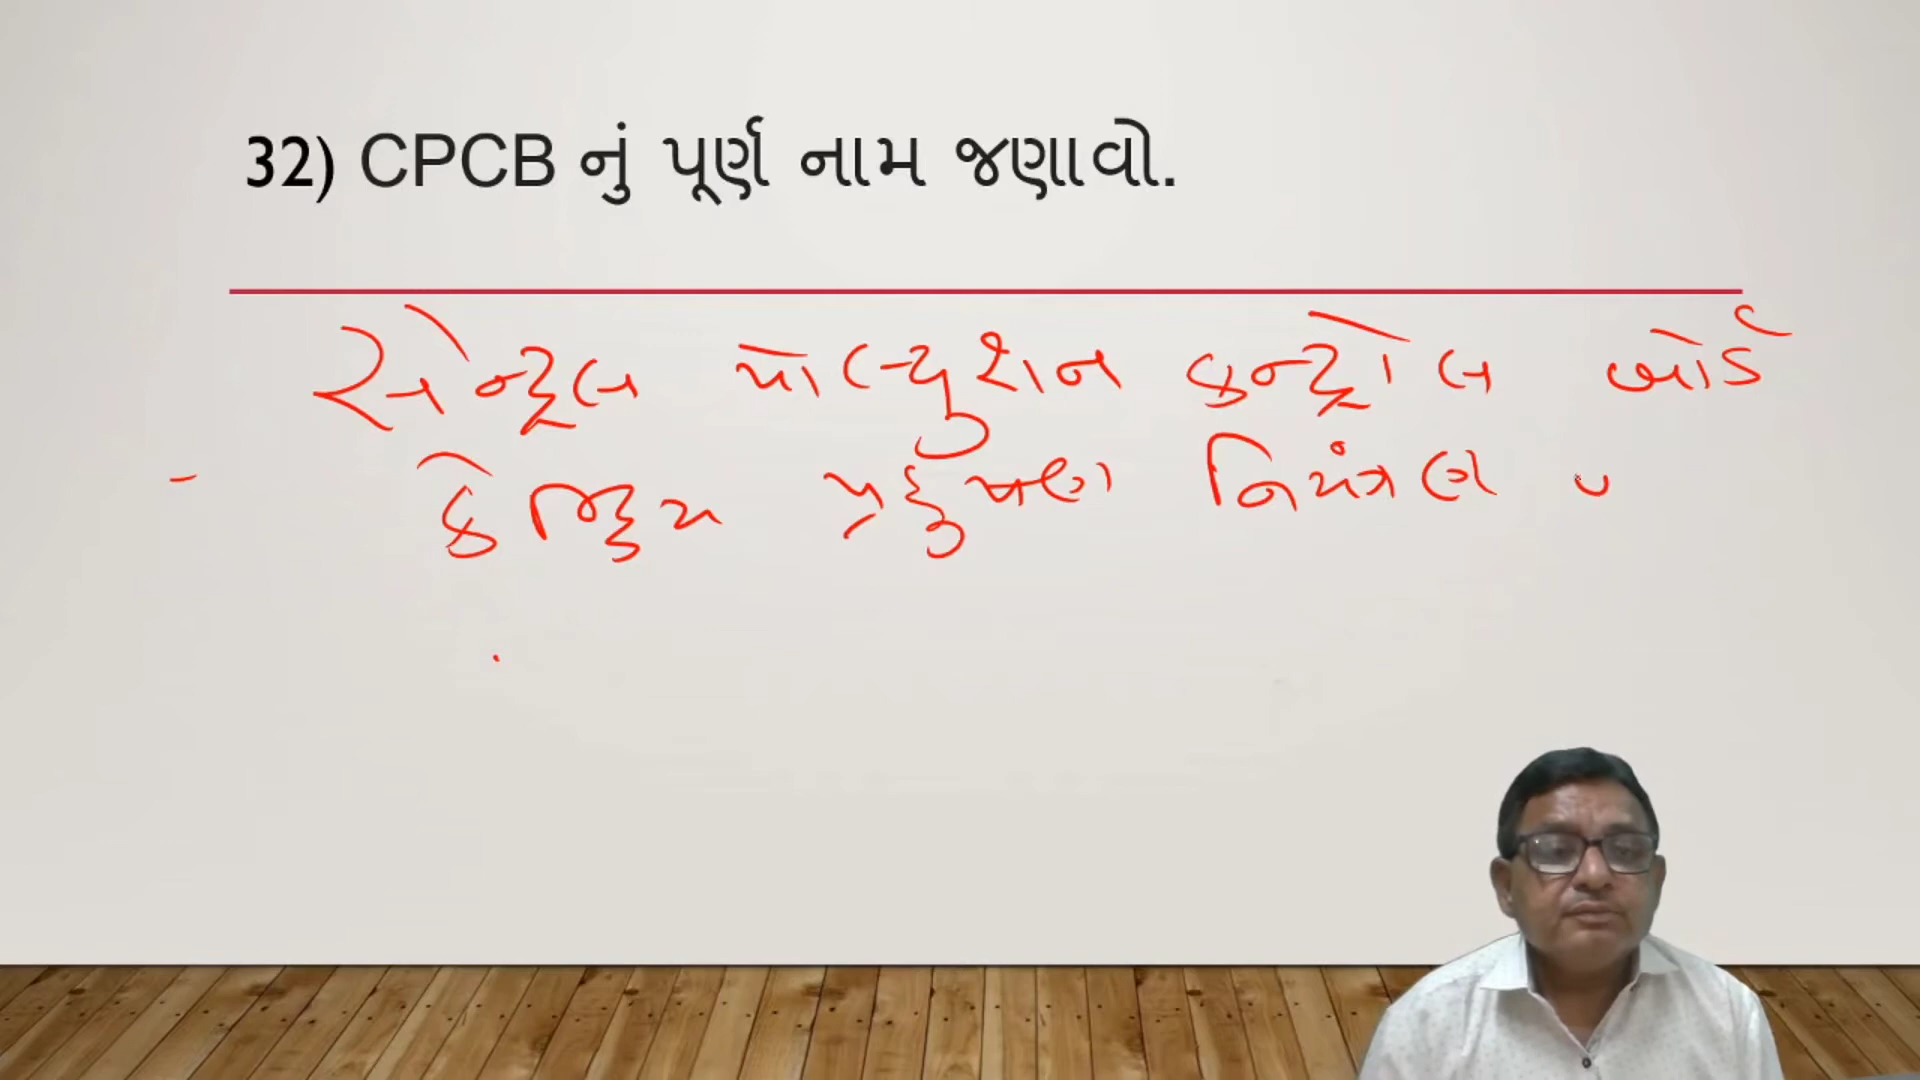 32) CPCB નું પૂર્ણ નામ જણાવો.
સેન્ટ્રલ પોલ્યુશન કન્ટ્રોલ બોર્ડ
કેન્દ્રિય પ્રદુષણ નિયંત્રણ